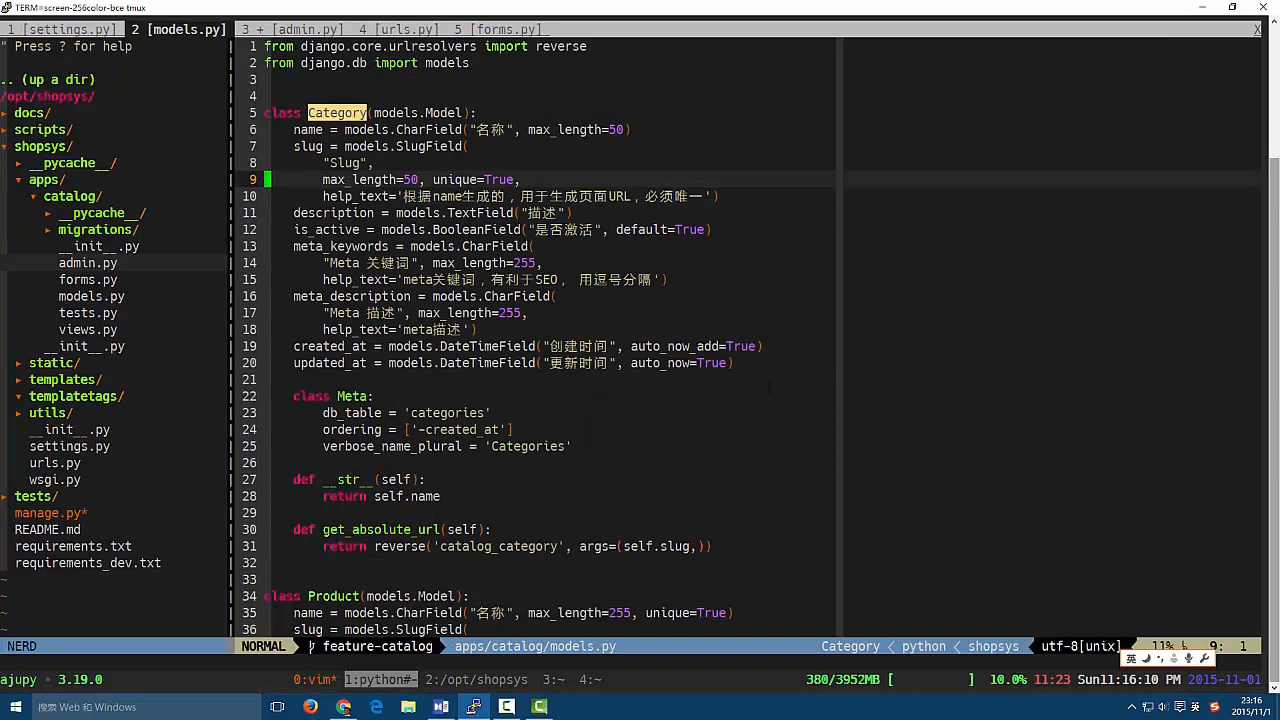 TERM=screen-256color-bce tmux
1 [settings.py] 2 [models.py] 3 + [admin.py] 4 [urls.py] 5 [forms.py] X
" Press ? for help
.. (up a dir)
/opt/shopsys/
▸ docs/
▸ scripts/
▾ shopsys/
▸ __pycache__/
▾ apps/
▾ catalog/
▸ __pycache__/
▸ migrations/
__init__.py
admin.py
forms.py
models.py
tests.py
views.py
__init__.py
▸ static/
▸ templates/
▾ templatetags/
▸ utils/
__init__.py
settings.py
urls.py
wsgi.py
▸ tests/
manage.py*
README.md
requirements.txt
requirements_dev.txt
~
~
~
~
1 from django.core.urlresolvers import reverse
2 from django.db import models
3
4
5 class Category(models.Model):
6 name = models.CharField("名称", max_length=50)
7 slug = models.SlugField(
8 "Slug",
9 max_length=50, unique=True,
10 help_text='根据name生成的，用于生成页面URL，必须唯一')
11 description = models.TextField("描述")
12 is_active = models.BooleanField("是否激活", default=True)
13 meta_keywords = models.CharField(
14 "Meta 关键词", max_length=255,
15 help_text='meta关键词，有利于SEO， 用逗号分隔')
16 meta_description = models.CharField(
17 "Meta 描述", max_length=255,
18 help_text='meta描述')
19 created_at = models.DateTimeField("创建时间", auto_now_add=True)
20 updated_at = models.DateTimeField("更新时间", auto_now=True)
21
22 class Meta:
23 db_table = 'categories'
24 ordering = ['-created_at']
25 verbose_name_plural = 'Categories'
26
27 def __str__(self):
28 return self.name
29
30 def get_absolute_url(self):
31 return reverse('catalog_category', args=(self.slug,))
32
33
34 class Product(models.Model):
35 name = models.CharField("名称", max_length=255, unique=True)
36 slug = models.SlugField(
NERD NORMAL feature-catalog apps/catalog/models.py Category < python < shopsys utf-8[unix] 11% 9: 1
英
ajupy · 3.19.0 0:vim* 1:python#- 2:/opt/shopsys 3:~ 4:~ 380/3952MB [ ] 10.0% 11:23 Sun11:16:10 PM 2015-11-01
搜索 Web 和 Windows 英 23:16
2015/11/1